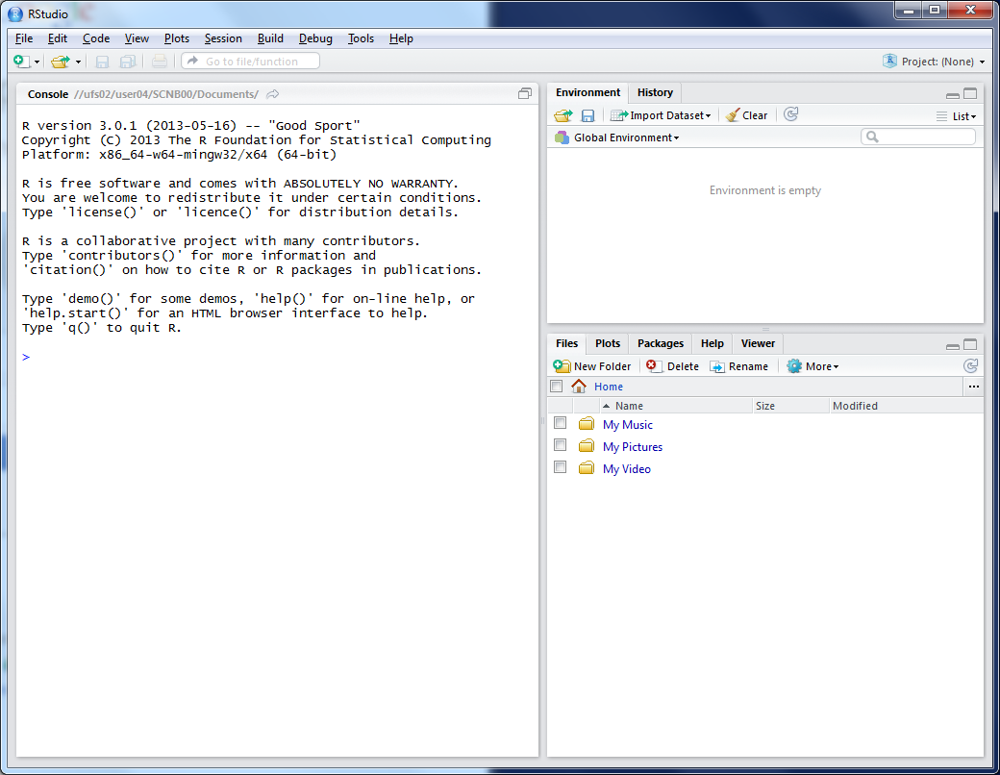 RStudio
File Edit Code View Plots Session Build Debug Tools Help
Go to file/function
Project: (None)
Console //ufs02/user04/SCNB00/Documents/
R version 3.0.1 (2013-05-16) -- "Good Sport"
Copyright (C) 2013 The R Foundation for Statistical Computing
Platform: x86_64-w64-mingw32/x64 (64-bit)
R is free software and comes with ABSOLUTELY NO WARRANTY.
You are welcome to redistribute it under certain conditions.
Type 'license()' or 'licence()' for distribution details.
R is a collaborative project with many contributors.
Type 'contributors()' for more information and
'citation()' on how to cite R or R packages in publications.
Type 'demo()' for some demos, 'help()' for on-line help, or
'help.start()' for an HTML browser interface to help.
Type 'q()' to quit R.
>
Environment History
Import Dataset Clear List
Global Environment
Environment is empty
Files Plots Packages Help Viewer
New Folder Delete Rename More
Home ...
Name Size Modified
My Music
My Pictures
My Video